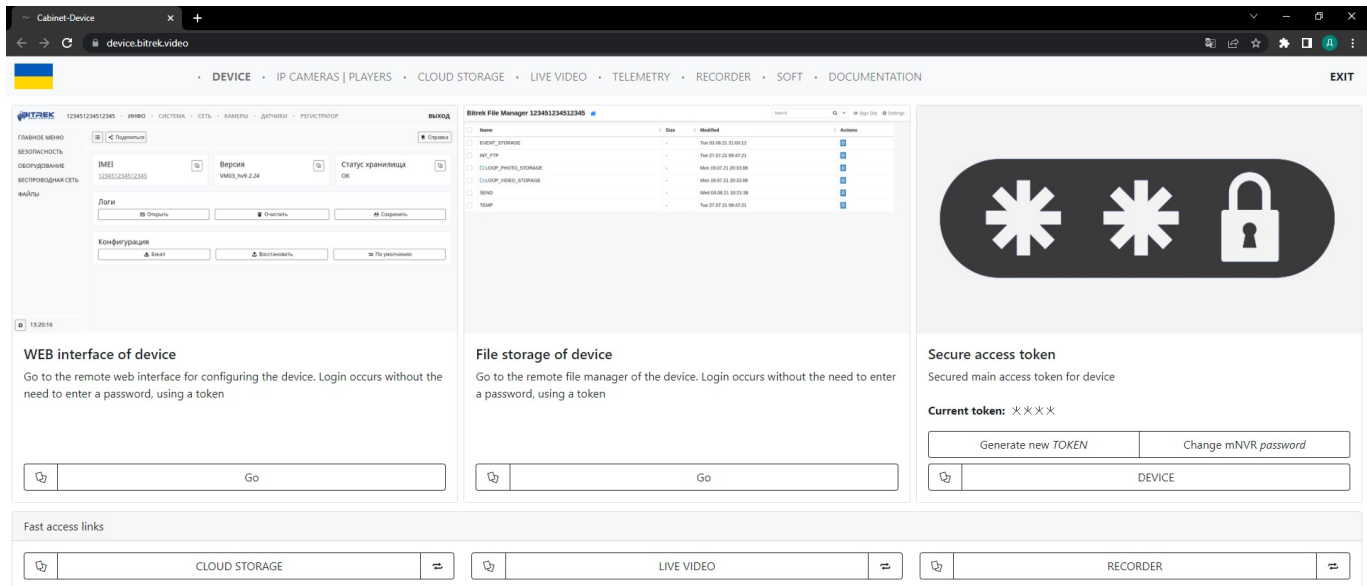 Cabinet-Device
device.bitrek.video
DEVICE · IP CAMERAS | PLAYERS · CLOUD STORAGE · LIVE VIDEO · TELEMETRY · RECORDER · SOFT · DOCUMENTATION
EXIT
BITREK
123451234512345 · ИНФО · СИСТЕМА · СЕТЬ · КАМЕРЫ · ДАТЧИКИ · РЕГИСТРАТОР
ВЫХОД
ГЛАВНОЕ МЕНЮ
БЕЗОПАСНОСТЬ
ОБОРУДОВАНИЕ
БЕСПРОВОДНАЯ СЕТЬ
ФАЙЛЫ
Поделиться
Справка
IMEI
123451234512345
Версия
VM03_hv9 2.24
Статус хранилища
OK
Логи
Открыть
Очистить
Сохранить
Конфигурация
Бэкап
Восстановить
По умолчанию
13:20:16
WEB interface of device
Go to the remote web interface for configuring the device. Login occurs without the
need to enter a password, using a token
Go
Bitrek File Manager 123451234512345
Search
Sign Out
Settings
Name Size Modified Actions
EVENT_STORAGE - Tue 03.08.21 21:00:12
INT_FTP - Tue 27.07.21 09:47:21
LOOP_PHOTO_STORAGE - Mon 19.07.21 20:33:08
LOOP_VIDEO_STORAGE - Mon 19.07.21 20:33:08
SEND - Wed 04.08.21 10:21:38
TEMP - Tue 27.07.21 09:47:21
File storage of device
Go to the remote file manager of the device. Login occurs without the need to enter
a password, using a token
Go
Secure access token
Secured main access token for device
Current token: ****
Generate new TOKEN
Change mNVR password
DEVICE
Fast access links
CLOUD STORAGE
LIVE VIDEO
RECORDER